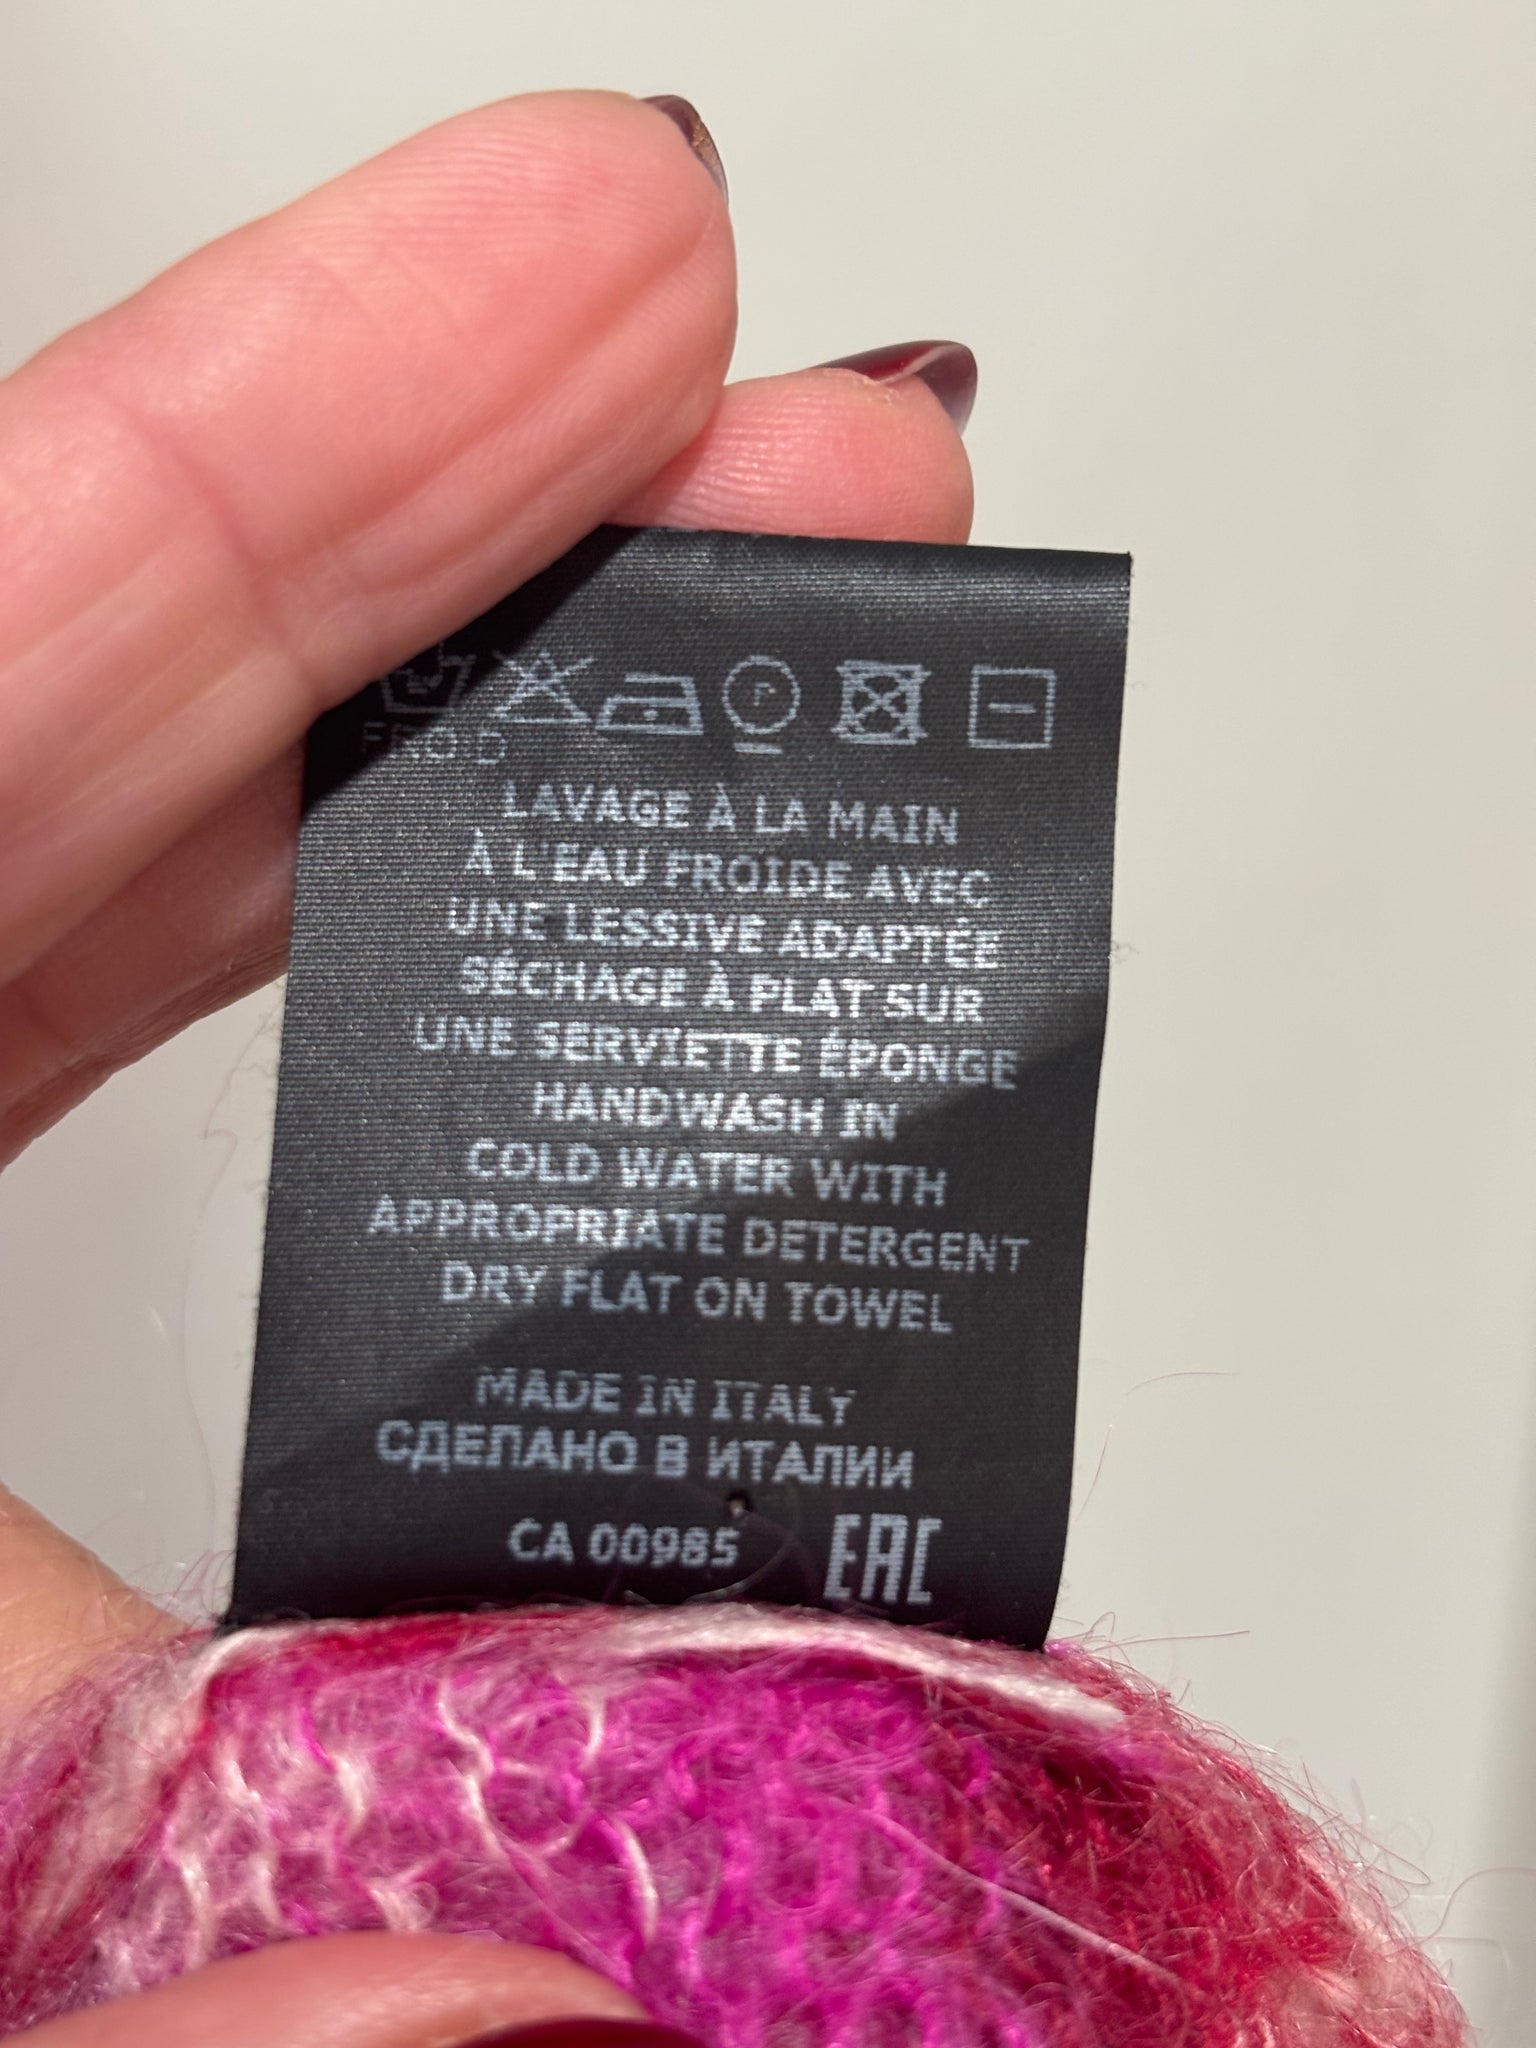 FROID
LAVAGE À LA MAIN
À L'EAU FROIDE AVEC
UNE LESSIVE ADAPTÉE
SÉCHAGE À PLAT SUR
UNE SERVIETTE ÉPONGE
HANDWASH IN
COLD WATER WITH
APPROPRIATE DETERGENT
DRY FLAT ON TOWEL
MADE IN ITALY
СДЕЛАНО В ИТАЛИИ
CA 00985 EAC